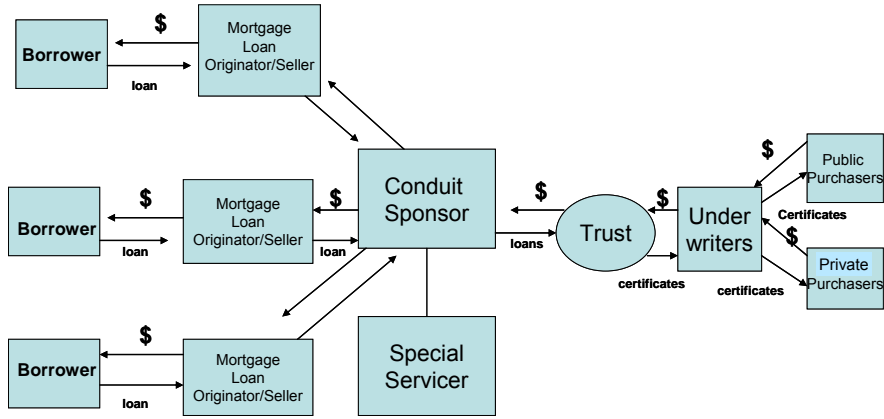 $
Borrower
loan
Mortgage
Loan
Originator/Seller
$
Borrower
loan
Mortgage
Loan
Originator/Seller
$
loan
$
Borrower
loan
Mortgage
Loan
Originator/Seller
Conduit
Sponsor
Special
Servicer
$
loans
Trust
$
certificates
Under
writers
$
Certificates
Public
Purchasers
$
certificates
Private
Purchasers